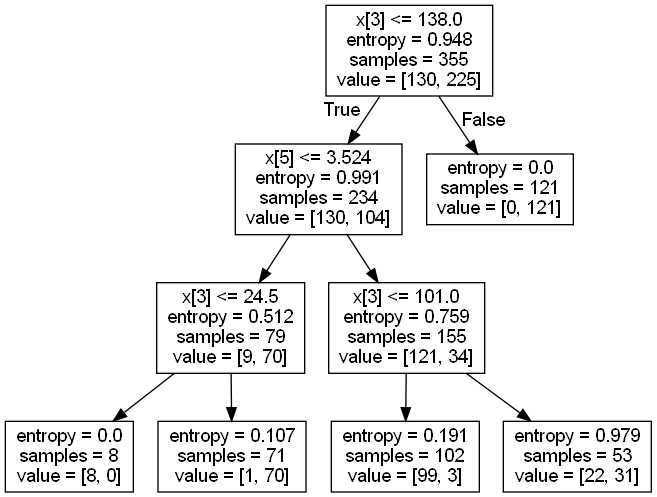 x[3] <= 138.0
entropy = 0.948
samples = 355
value = [130, 225]
True
False
x[5] <= 3.524
entropy = 0.991
samples = 234
value = [130, 104]
entropy = 0.0
samples = 121
value = [0, 121]
x[3] <= 24.5
entropy = 0.512
samples = 79
value = [9, 70]
x[3] <= 101.0
entropy = 0.759
samples = 155
value = [121, 34]
entropy = 0.0
samples = 8
value = [8, 0]
entropy = 0.107
samples = 71
value = [1, 70]
entropy = 0.191
samples = 102
value = [99, 3]
entropy = 0.979
samples = 53
value = [22, 31]